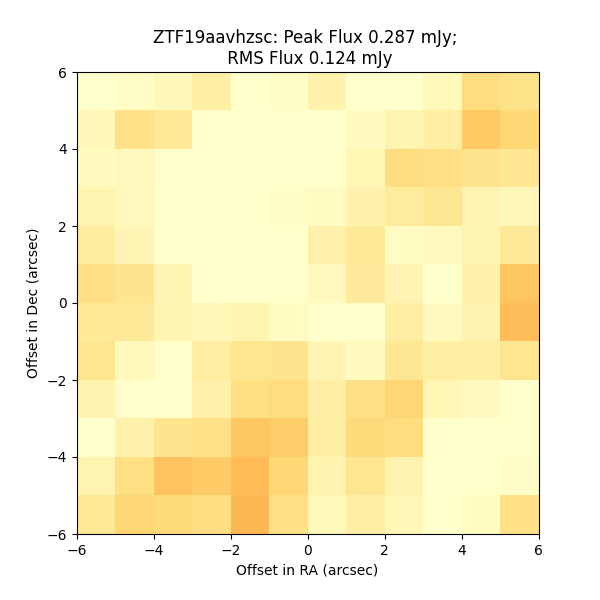 ZTF19aavhzsc: Peak Flux 0.287 mJy;
RMS Flux 0.124 mJy
6
4
2
0
−2
−4
−6
Offset in Dec (arcsec)
−6 −4 −2 0 2 4 6
Offset in RA (arcsec)